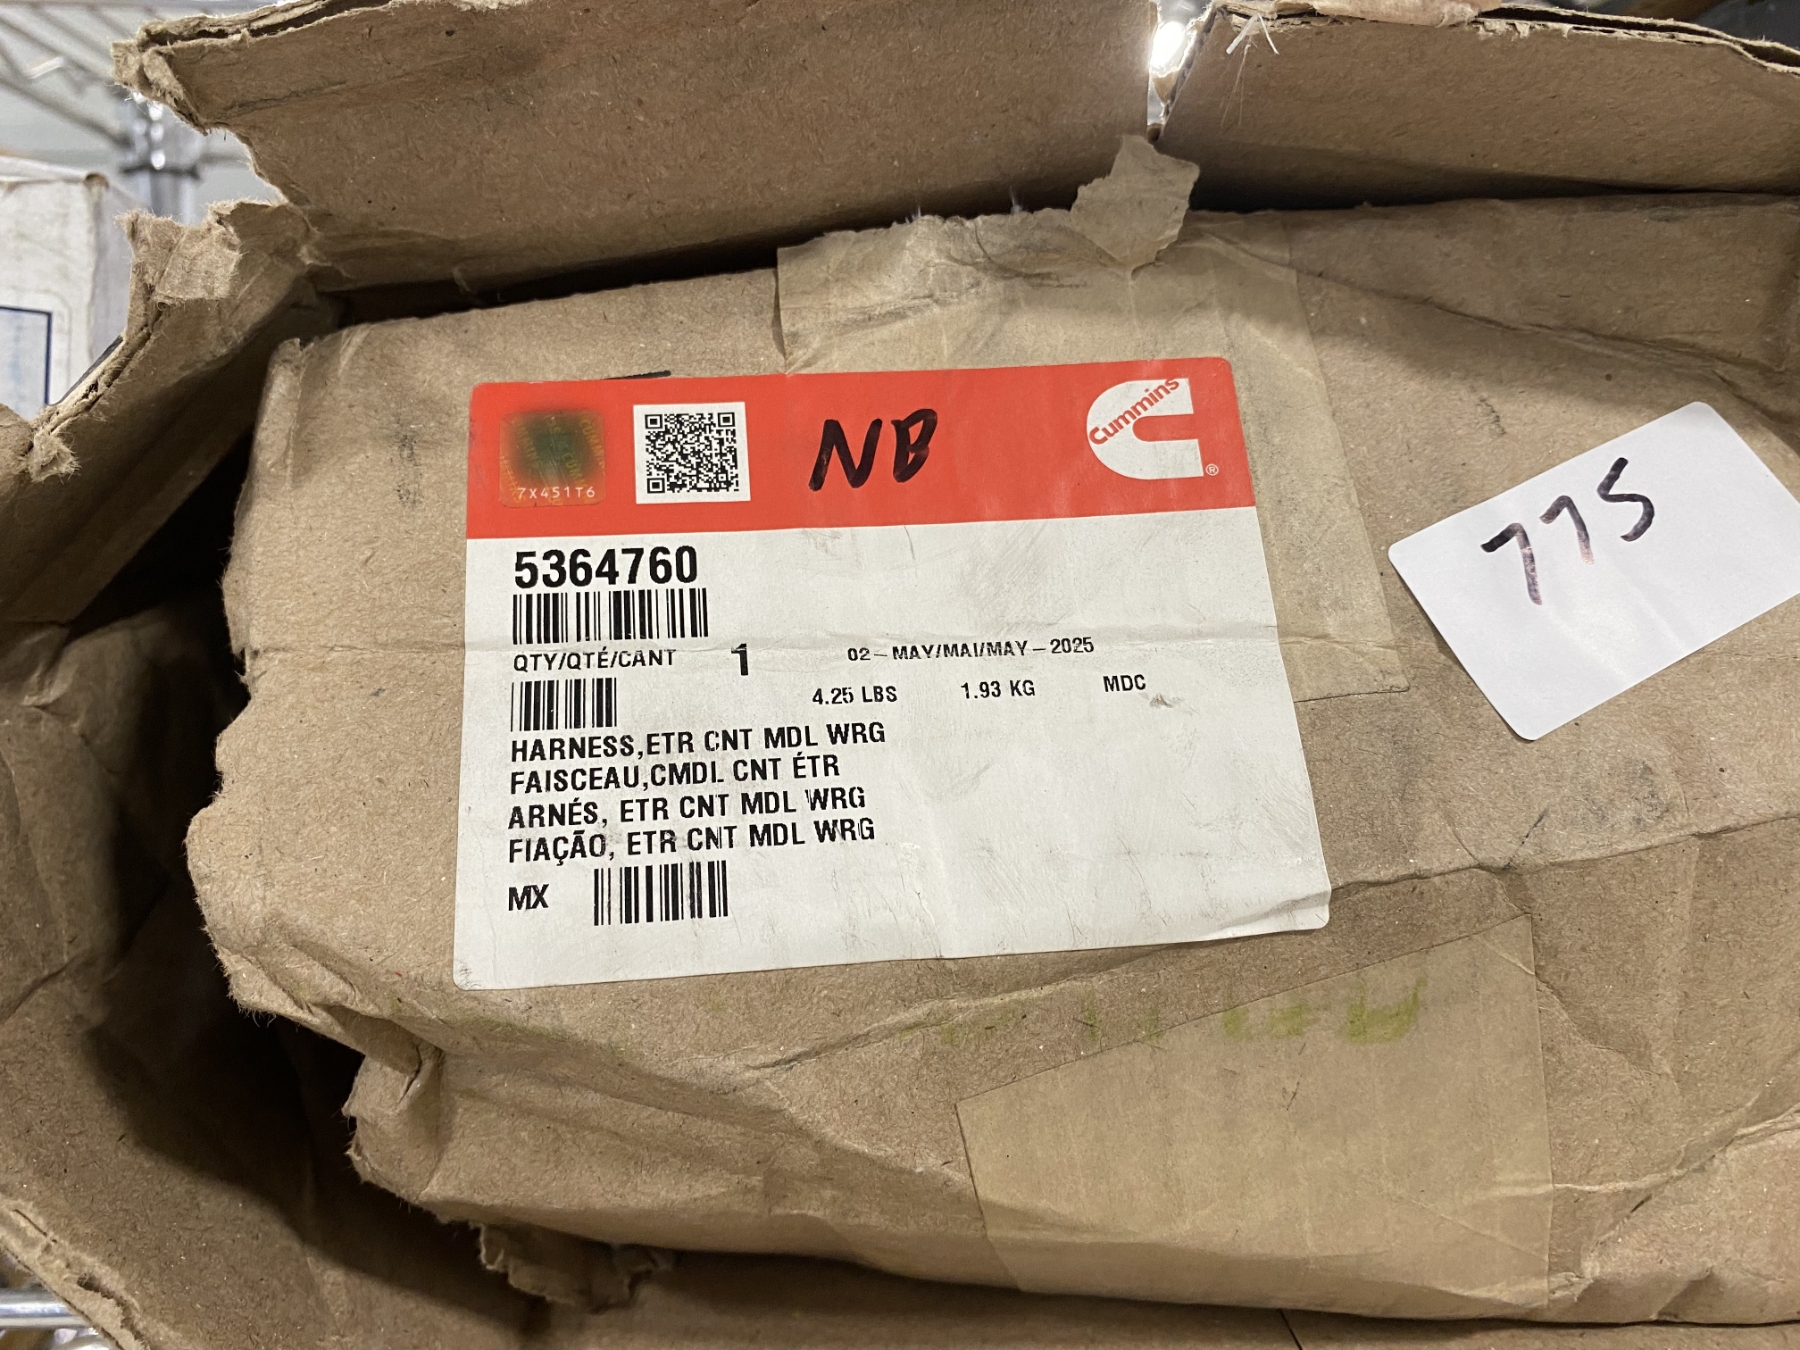 7X451T6
NB
Cummins
®
775
5364760
QTY/QTÉ/CANT 1 02-MAY/MAI/MAY-2025
4.25 LBS 1.93 KG MDC
HARNESS,ETR CNT MDL WRG
FAISCEAU,CMDL CNT ÉTR
ARNÉS, ETR CNT MDL WRG
FIAÇÃO, ETR CNT MDL WRG
MX